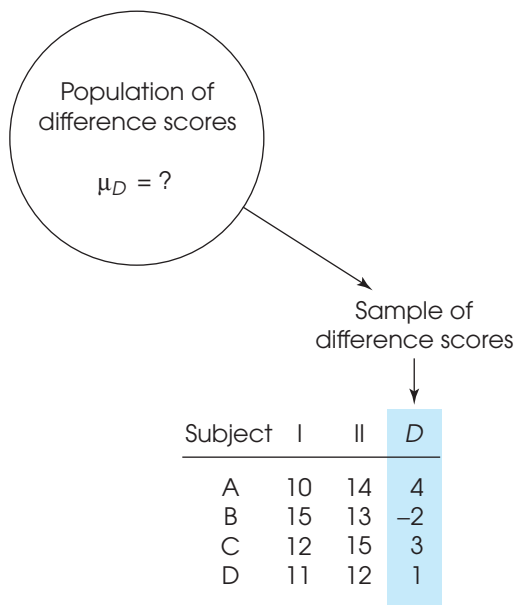 Population of
difference scores
μD = ?
Sample of
difference scores
Subject I II D
A 10 14 4
B 15 13 –2
C 12 15 3
D 11 12 1